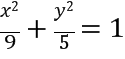 x²/9 + y²/5 = 1